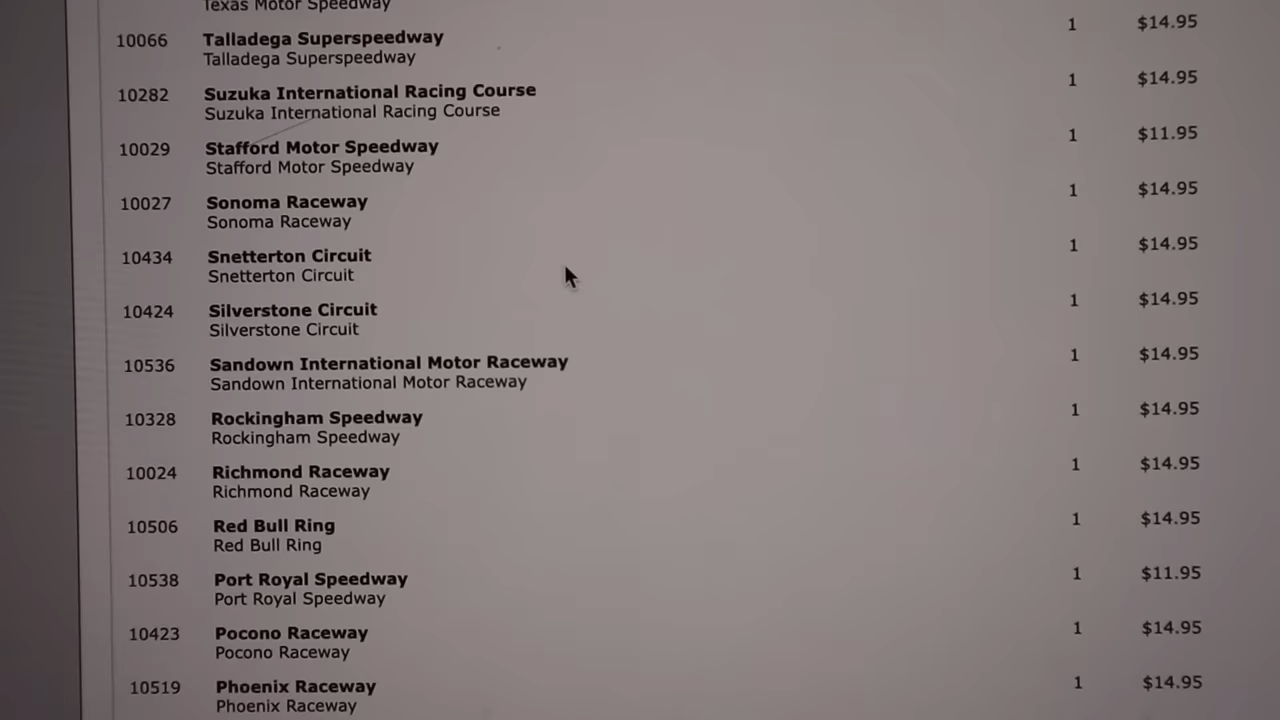 Texas Motor Speedway
10066 Talladega Superspeedway 1 $14.95
Talladega Superspeedway
10282 Suzuka International Racing Course 1 $14.95
Suzuka International Racing Course
10029 Stafford Motor Speedway 1 $11.95
Stafford Motor Speedway
10027 Sonoma Raceway 1 $14.95
Sonoma Raceway
10434 Snetterton Circuit 1 $14.95
Snetterton Circuit
10424 Silverstone Circuit 1 $14.95
Silverstone Circuit
10536 Sandown International Motor Raceway 1 $14.95
Sandown International Motor Raceway
10328 Rockingham Speedway 1 $14.95
Rockingham Speedway
10024 Richmond Raceway 1 $14.95
Richmond Raceway
10506 Red Bull Ring 1 $14.95
Red Bull Ring
10538 Port Royal Speedway 1 $11.95
Port Royal Speedway
10423 Pocono Raceway 1 $14.95
Pocono Raceway
10519 Phoenix Raceway 1 $14.95
Phoenix Raceway